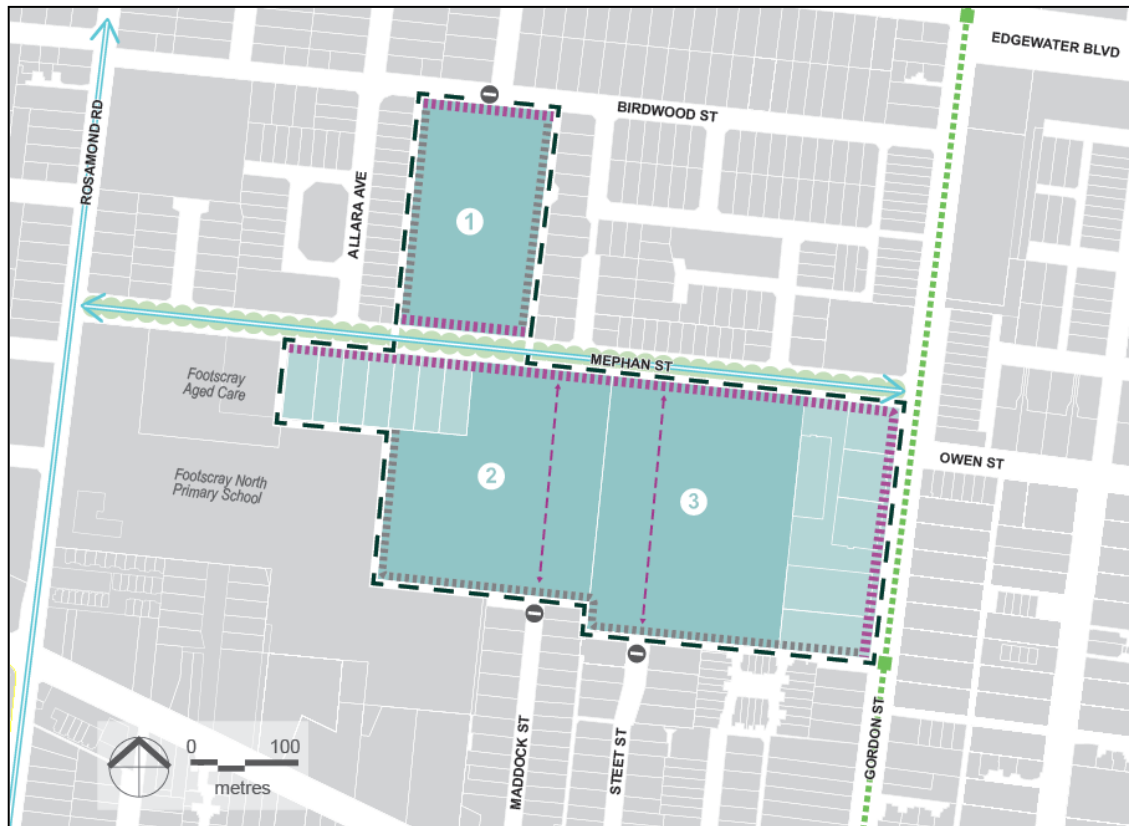 EDGEWATER BLVD
BIRDWOOD ST
ROSAMOND RD
ALLARA AVE
1
MEPHAN ST
Footscray
Aged Care
OWEN ST
Footscray North
Primary School
2
3
GORDON ST
MADDOCK ST
STEET ST
0 100
metres